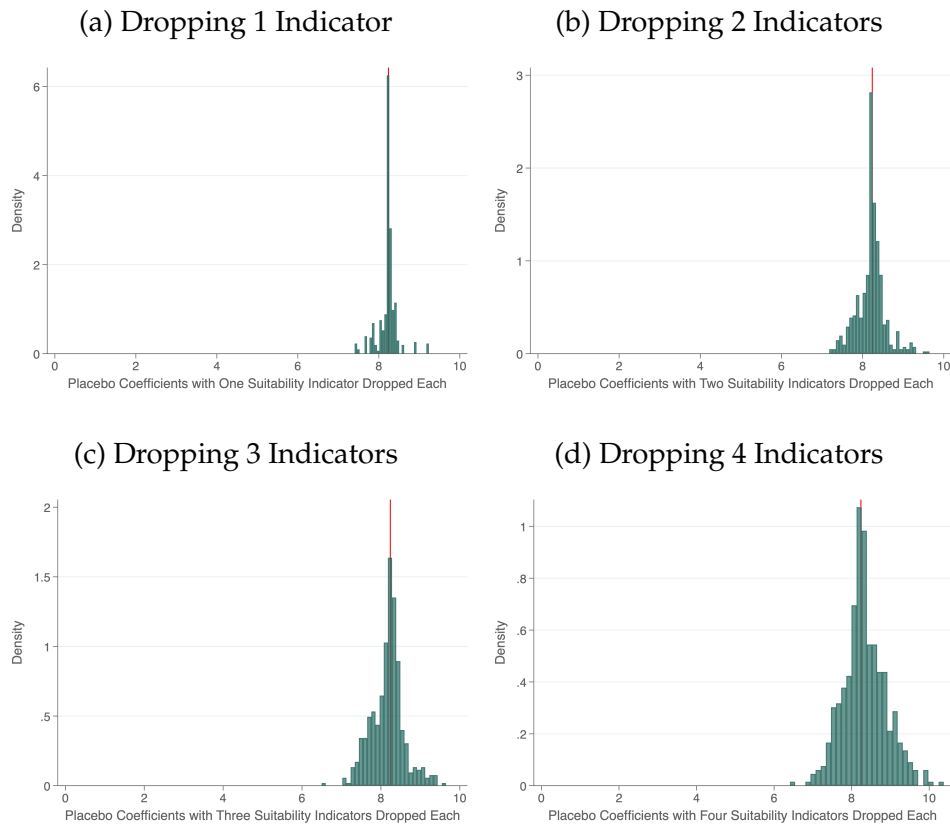 (a) Dropping 1 Indicator
6
4
2
0
Density
0 2 4 6 8 10
Placebo Coefficients with One Suitability Indicator Dropped Each
(b) Dropping 2 Indicators
3
2
1
0
Density
0 2 4 6 8 10
Placebo Coefficients with Two Suitability Indicators Dropped Each
(c) Dropping 3 Indicators
2
1.5
1
.5
0
Density
0 2 4 6 8 10
Placebo Coefficients with Three Suitability Indicators Dropped Each
(d) Dropping 4 Indicators
1
.8
.6
.4
.2
0
Density
0 2 4 6 8 10
Placebo Coefficients with Four Suitability Indicators Dropped Each